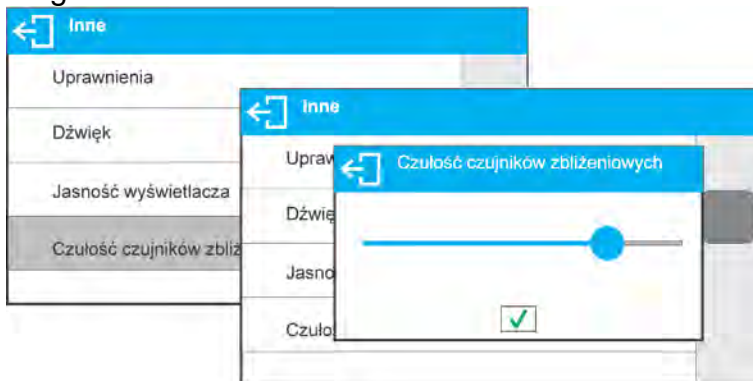 Inne
Uprawnienia
Dźwięk
Jasność wyświetlacza
Czułość czujników zbliż
Inne
Upraw
Dźwię
Jasno
Czuło
Czułość czujników zbliżeniowych